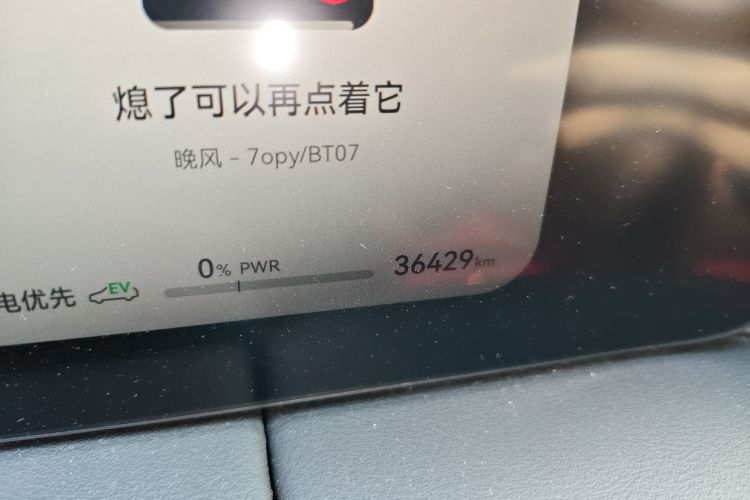 熄了可以再点着它
晚风 - 7opy/BT07
0% PWR
36429km
电优先 EV